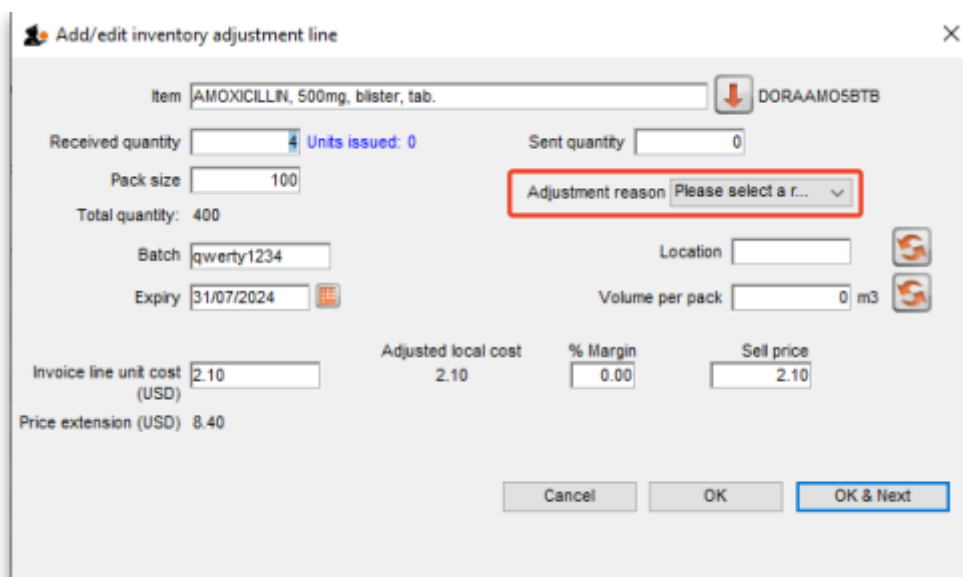 Add/edit inventory adjustment line
Item AMOXICILLIN, 500mg, blister, tab. DORAAMO5BTB
Received quantity 4 Units issued: 0 Sent quantity 0
Pack size 100 Adjustment reason Please select a r...
Total quantity: 400
Batch qwerty1234 Location
Expiry 31/07/2024 Volume per pack 0 m3
Adjusted local cost % Margin Sell price
Invoice line unit cost 2.10 2.10 0.00 2.10
(USD)
Price extension (USD) 8.40
Cancel OK OK & Next